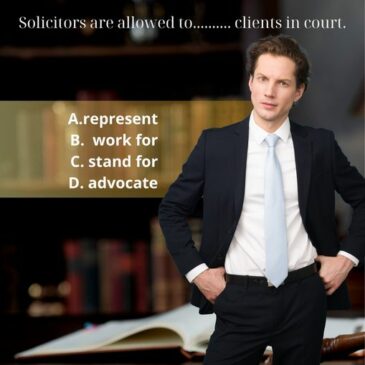 Solicitors are allowed to.......... clients in court.
A.represent
B. work for
C. stand for
D. advocate